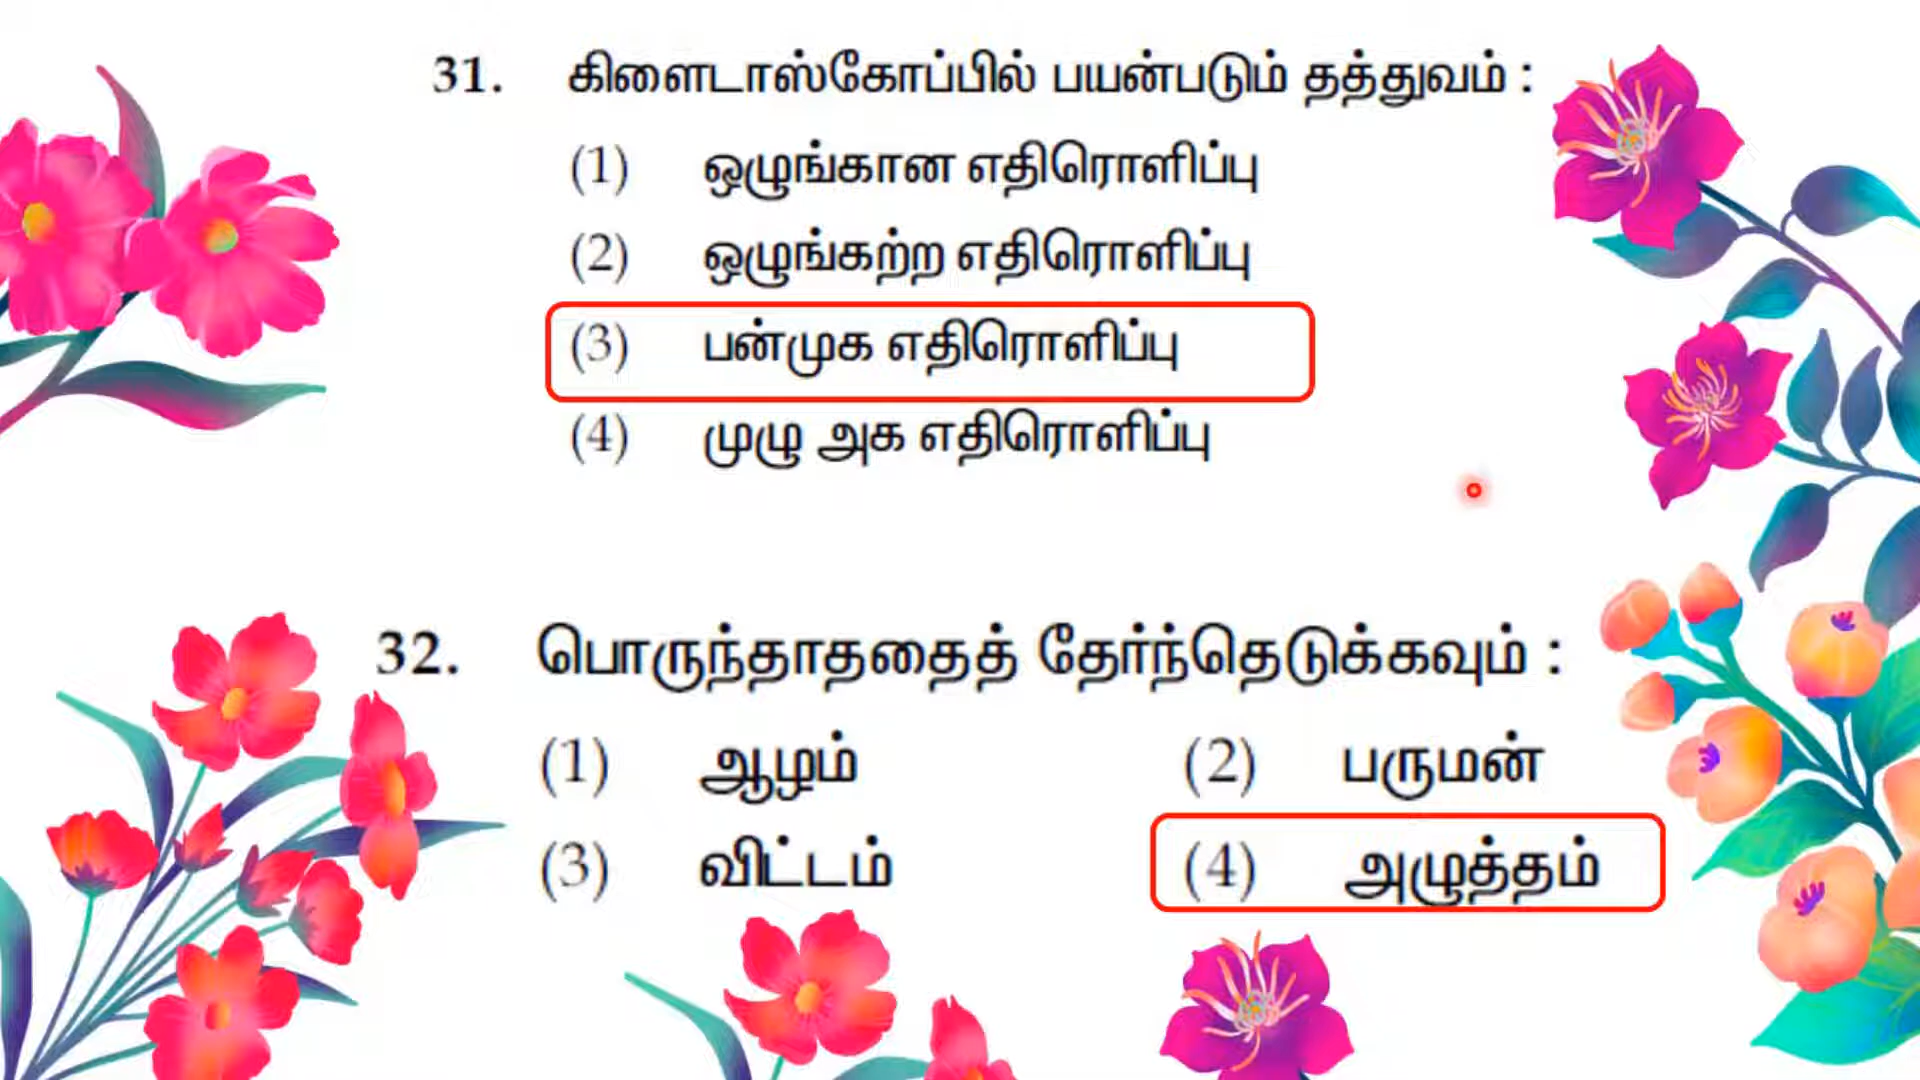 31. கிளைடாஸ்கோப்பில் பயன்படும் தத்துவம் :
(1) ஒழுங்கான எதிரொளிப்பு
(2) ஒழுங்கற்ற எதிரொளிப்பு
(3) பன்முக எதிரொளிப்பு
(4) முழு அக எதிரொளிப்பு
32. பொருந்தாததைத் தேர்ந்தெடுக்கவும் :
(1) ஆழம் (2) பருமன்
(3) விட்டம் (4) அழுத்தம்